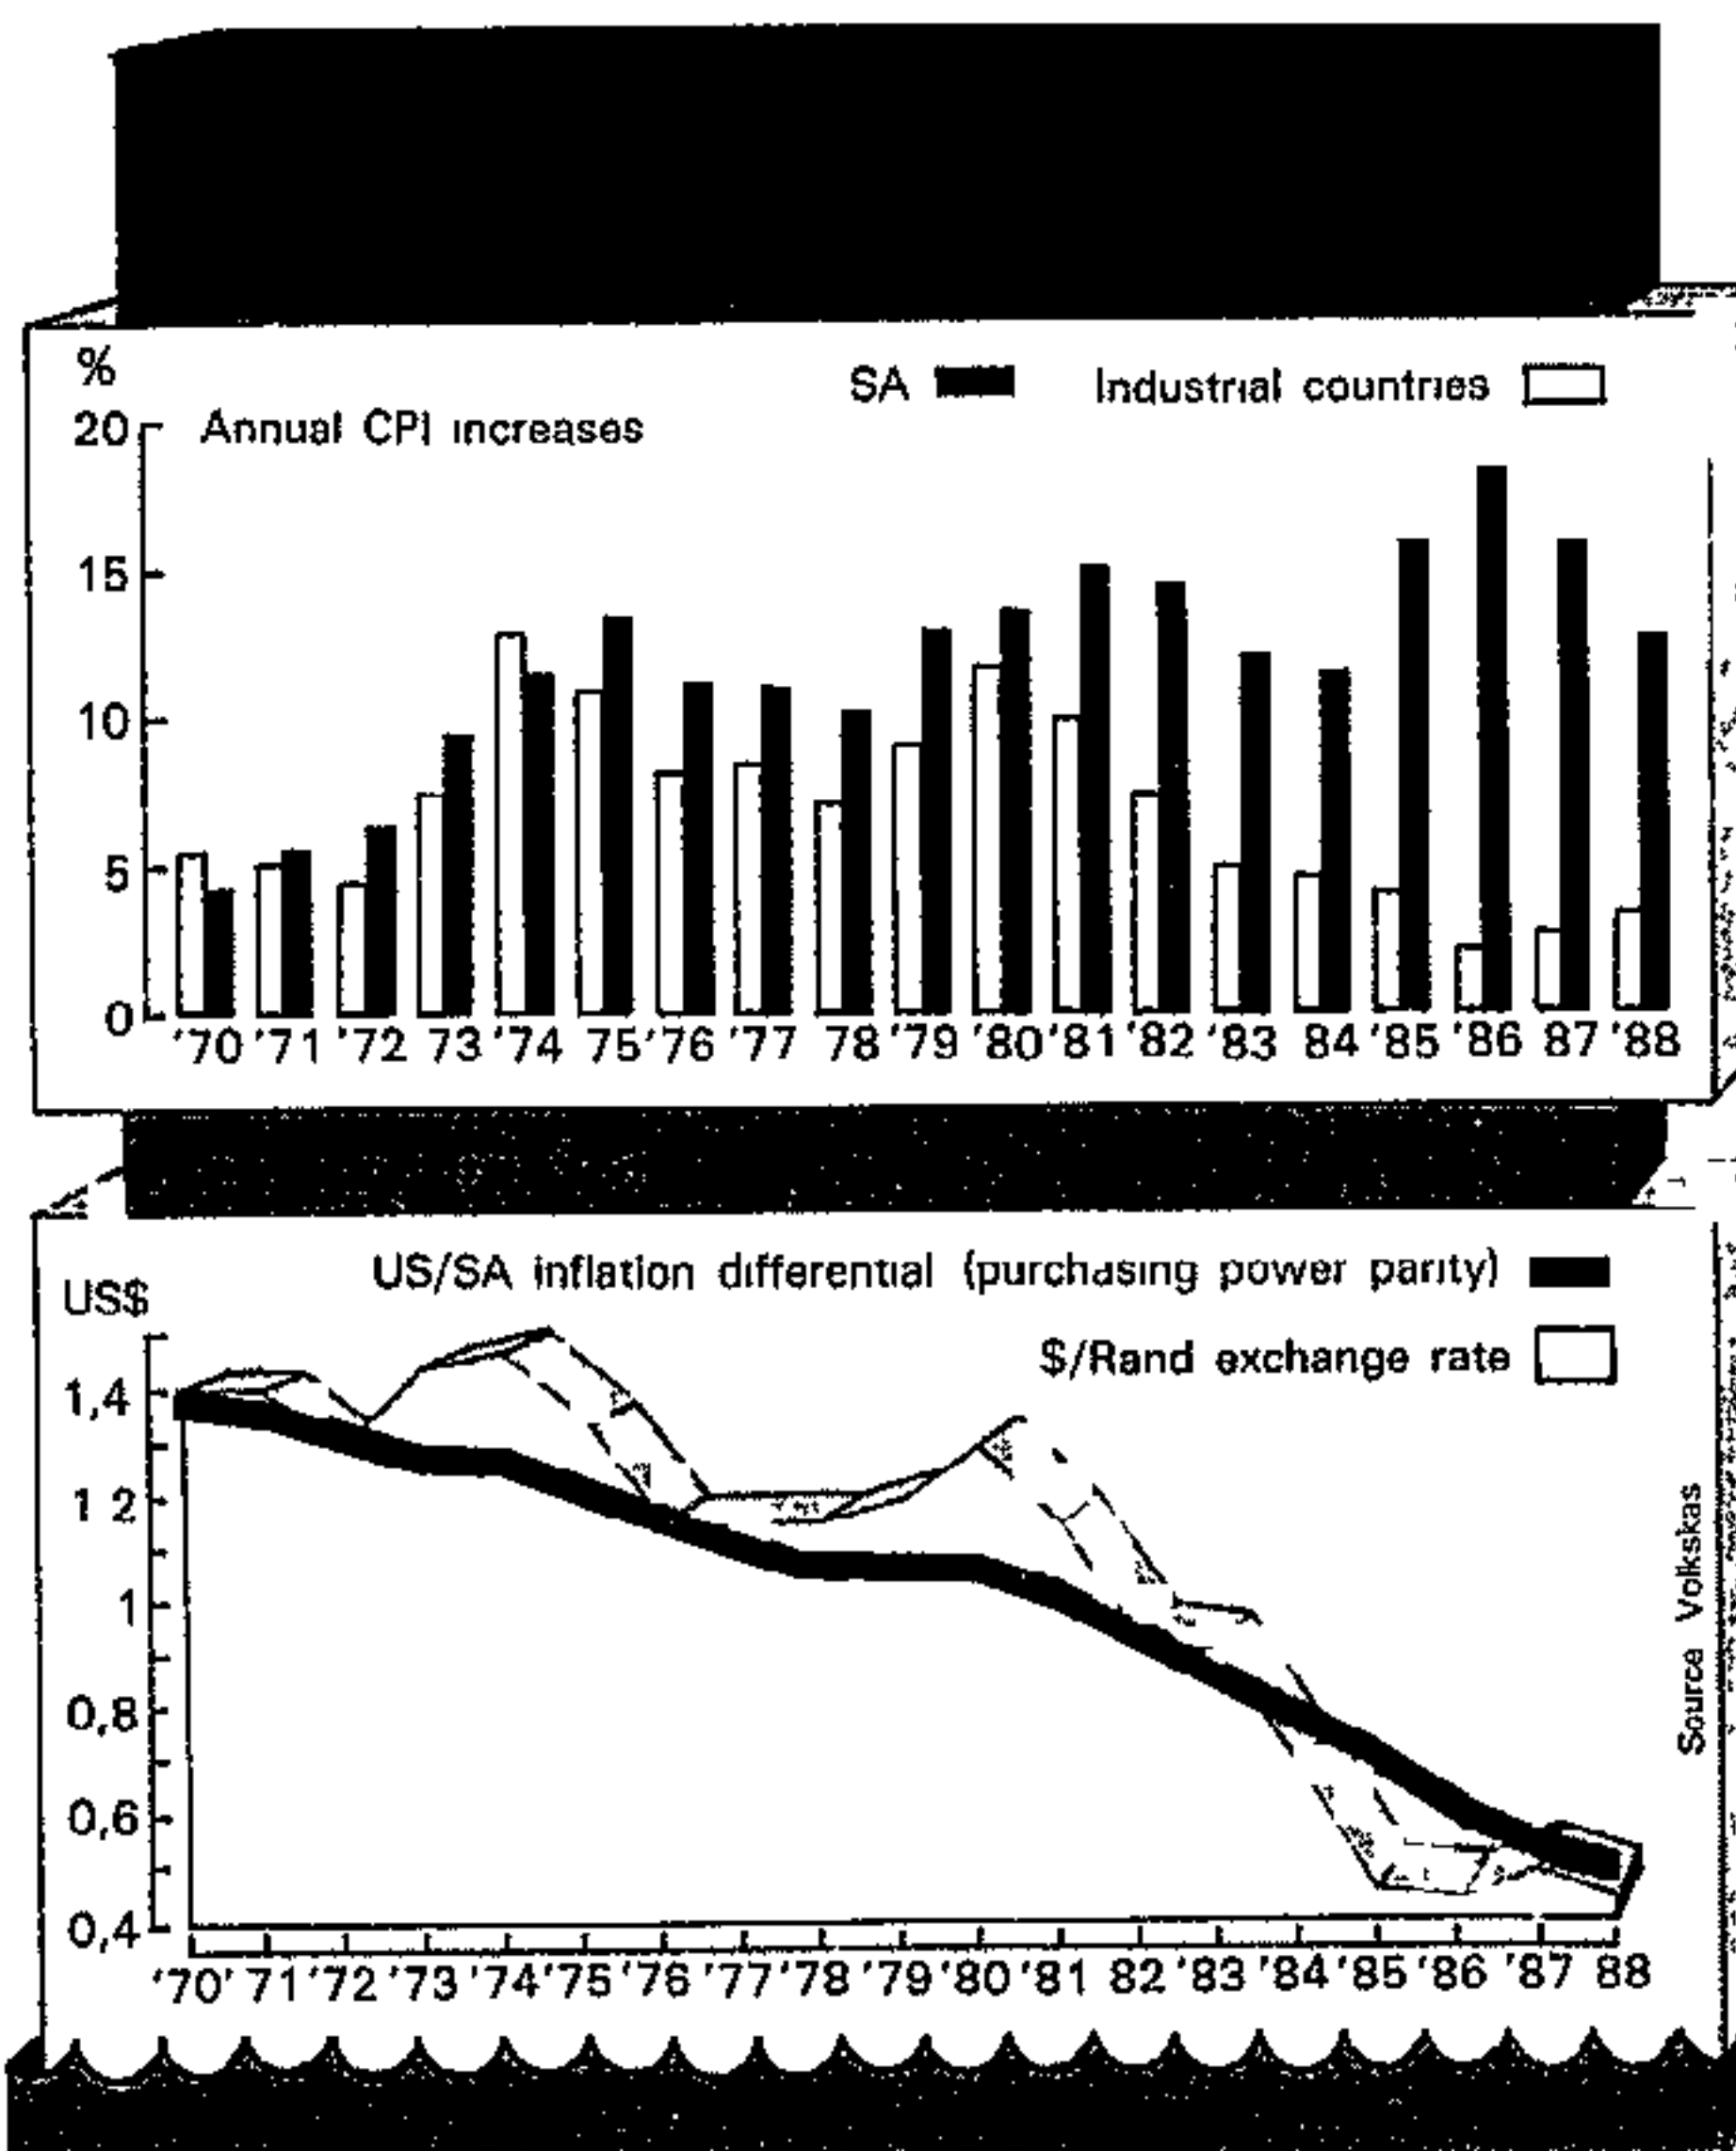 %
SA Industrial countries
20 Annual CPI increases
15
10
5
0
'70 '71 '72 73 '74 75 '76 '77 78 '79 '80 '81 '82 '83 84 '85 '86 87 '88
US/SA inflation differential (purchasing power parity)
US$
$/Rand exchange rate
1,4
1 2
1
0,8
0,6
0,4
'70 '71 '72 '73 '74 '75 '76 '77 '78 '79 '80 '81 82 '83 '84 '85 '86 '87 88
Source Volkskas